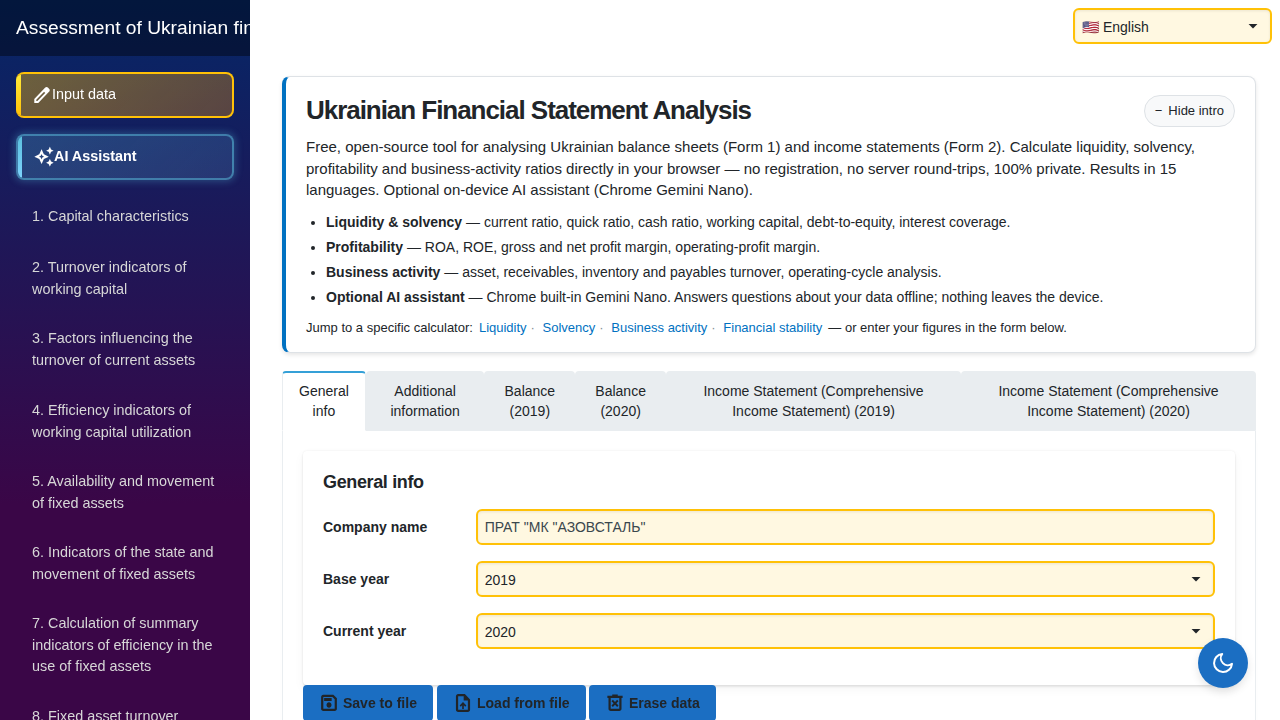 Assessment of Ukrainian fin
English
Input data
AI Assistant
1. Capital characteristics
2. Turnover indicators of
working capital
3. Factors influencing the
turnover of current assets
4. Efficiency indicators of
working capital utilization
5. Availability and movement
of fixed assets
6. Indicators of the state and
movement of fixed assets
7. Calculation of summary
indicators of efficiency in the
use of fixed assets
8. Fixed asset turnover
Ukrainian Financial Statement Analysis
− Hide intro
Free, open-source tool for analysing Ukrainian balance sheets (Form 1) and income statements (Form 2). Calculate liquidity, solvency,
profitability and business-activity ratios directly in your browser — no registration, no server round-trips, 100% private. Results in 15
languages. Optional on-device AI assistant (Chrome Gemini Nano).
• Liquidity & solvency — current ratio, quick ratio, cash ratio, working capital, debt-to-equity, interest coverage.
• Profitability — ROA, ROE, gross and net profit margin, operating-profit margin.
• Business activity — asset, receivables, inventory and payables turnover, operating-cycle analysis.
• Optional AI assistant — Chrome built-in Gemini Nano. Answers questions about your data offline; nothing leaves the device.
Jump to a specific calculator: Liquidity · Solvency · Business activity · Financial stability — or enter your figures in the form below.
General
info
Additional
information
Balance
(2019)
Balance
(2020)
Income Statement (Comprehensive
Income Statement) (2019)
Income Statement (Comprehensive
Income Statement) (2020)
General info
Company name
ПРАТ "МК "АЗОВСТАЛЬ"
Base year
2019
Current year
2020
Save to file
Load from file
Erase data